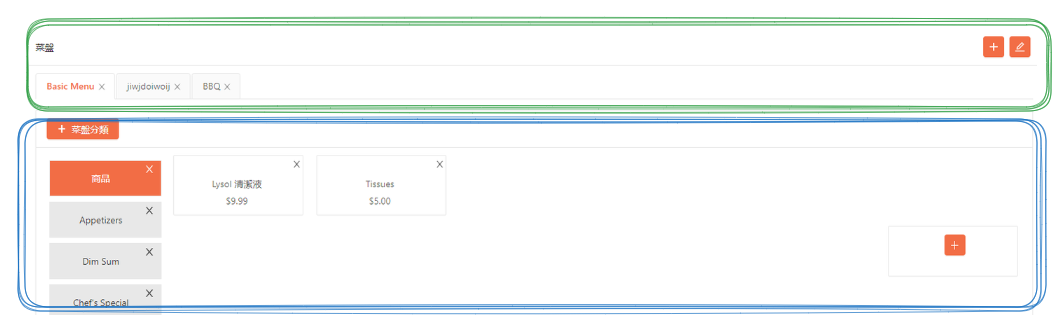 菜盤
Basic Menu
jiwjdoiwoij
BBQ
菜盤分類
商品
Lysol 清潔液
$9.99
Tissues
$5.00
Appetizers
Dim Sum
Chef's Special